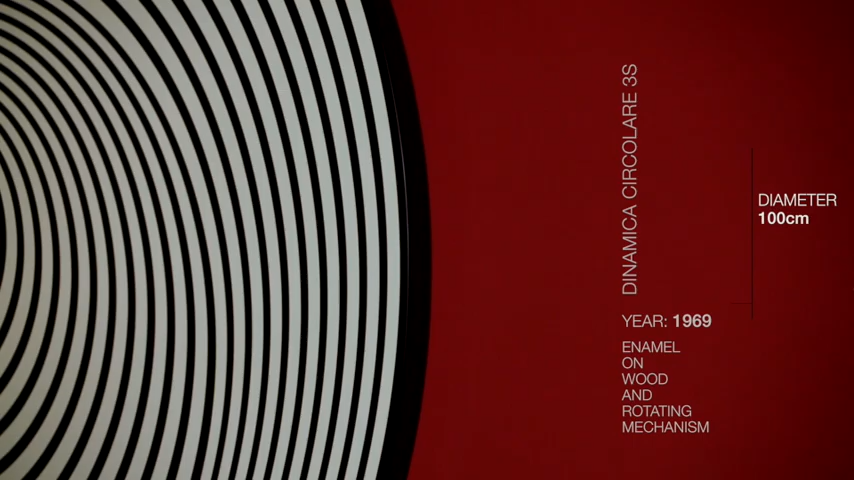 DINAMICA CIRCOLARE 3S
DIAMETER
100cm
YEAR: 1969
ENAMEL
ON
WOOD
AND
ROTATING
MECHANISM